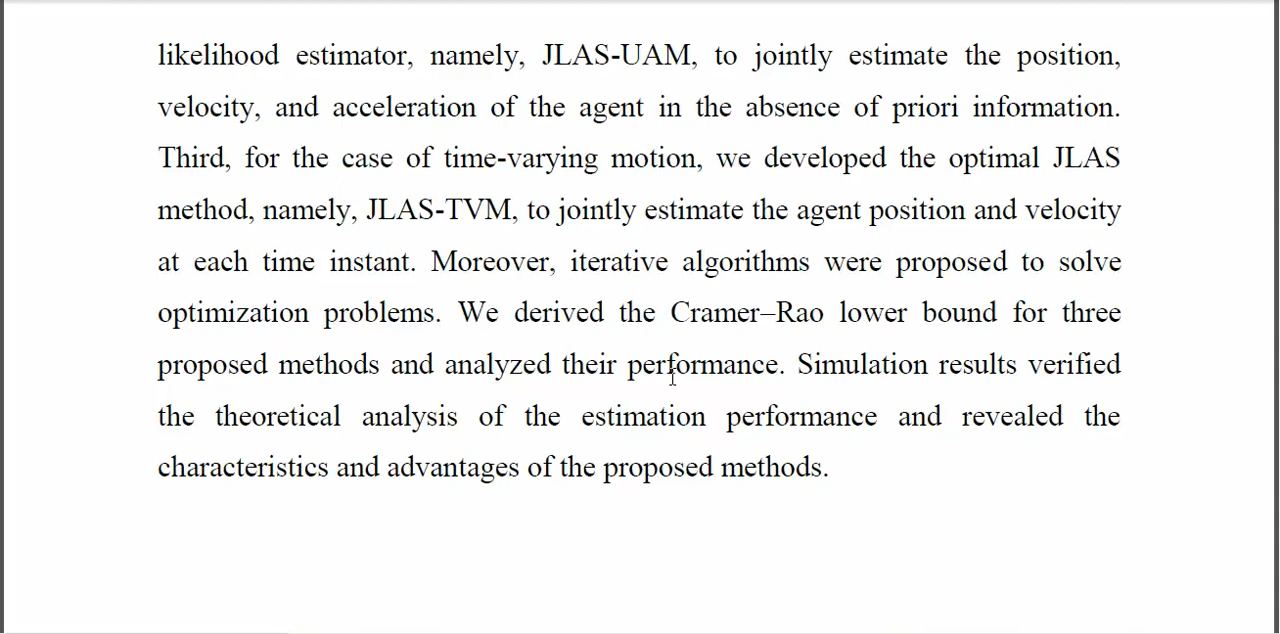 likelihood estimator, namely, JLAS-UAM, to jointly estimate the position,
velocity, and acceleration of the agent in the absence of priori information.
Third, for the case of time-varying motion, we developed the optimal JLAS
method, namely, JLAS-TVM, to jointly estimate the agent position and velocity
at each time instant. Moreover, iterative algorithms were proposed to solve
optimization problems. We derived the Cramer–Rao lower bound for three
proposed methods and analyzed their performance. Simulation results verified
the theoretical analysis of the estimation performance and revealed the
characteristics and advantages of the proposed methods.